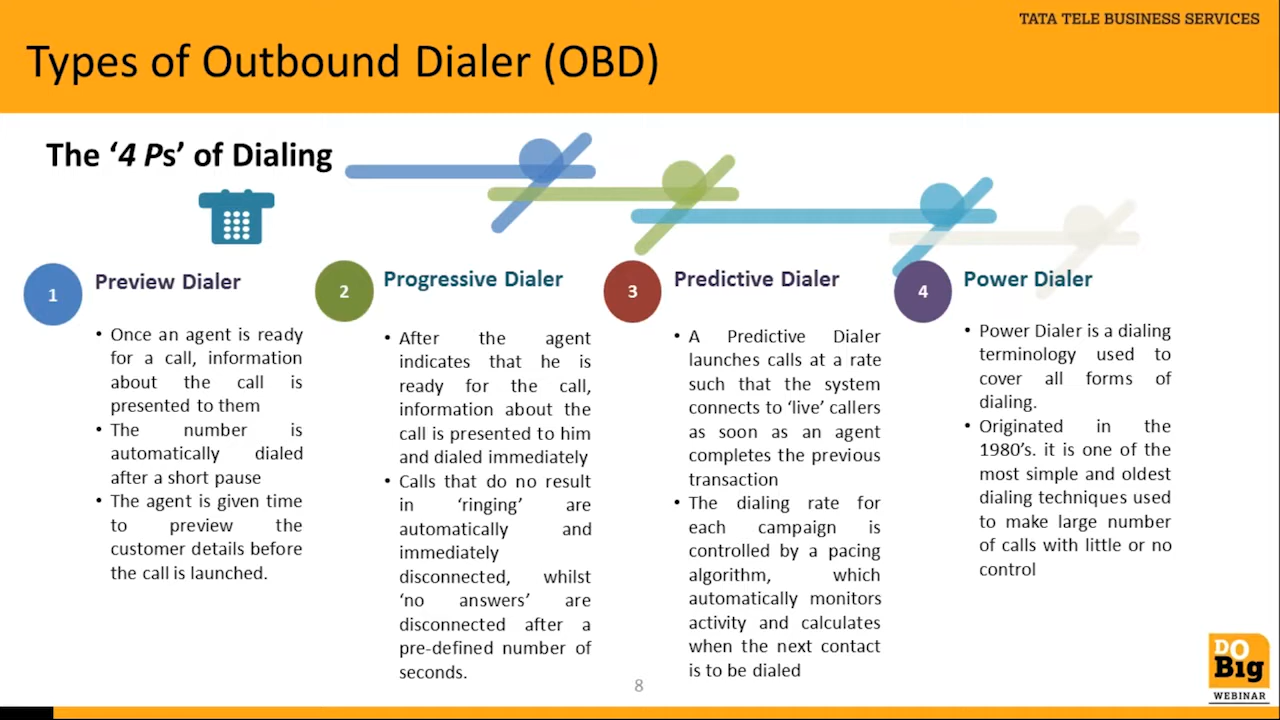 TATA TELE BUSINESS SERVICES
Types of Outbound Dialer (OBD)
The ‘4 Ps’ of Dialing
1
Preview Dialer
• Once an agent is ready
for a call, information
about the call is
presented to them
• The number is
automatically dialed
after a short pause
• The agent is given time
to preview the
customer details before
the call is launched.
2
Progressive Dialer
• After the agent
indicates that he is
ready for the call,
information about the
call is presented to him
and dialed immediately
• Calls that do no result
in ‘ringing’ are
automatically and
immediately
disconnected, whilst
‘no answers’ are
disconnected after a
pre-defined number of
seconds.
3
Predictive Dialer
• A Predictive Dialer
launches calls at a rate
such that the system
connects to ‘live’ callers
as soon as an agent
completes the previous
transaction
• The dialing rate for
each campaign is
controlled by a pacing
algorithm, which
automatically monitors
activity and calculates
when the next contact
is to be dialed
4
Power Dialer
• Power Dialer is a dialing
terminology used to
cover all forms of
dialing.
• Originated in the
1980’s. it is one of the
most simple and oldest
dialing techniques used
to make large number
of calls with little or no
control
8
DO
Big
WEBINAR